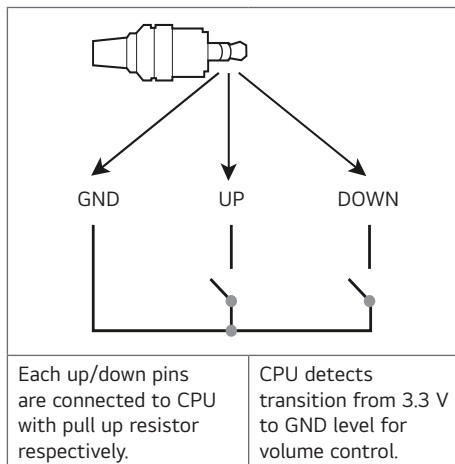 GND
UP
DOWN
Each up/down pins
are connected to CPU
with pull up resistor
respectively.
CPU detects
transition from 3.3 V
to GND level for
volume control.